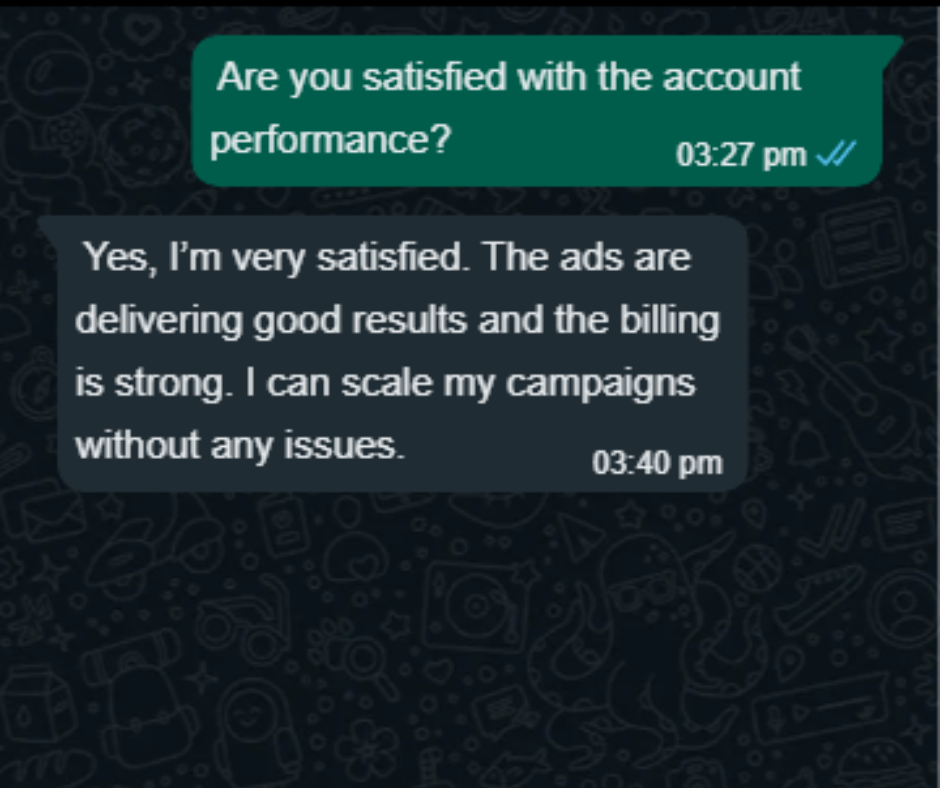 Are you satisfied with the account
performance?
03:27 pm
Yes, I’m very satisfied. The ads are
delivering good results and the billing
is strong. I can scale my campaigns
without any issues.
03:40 pm